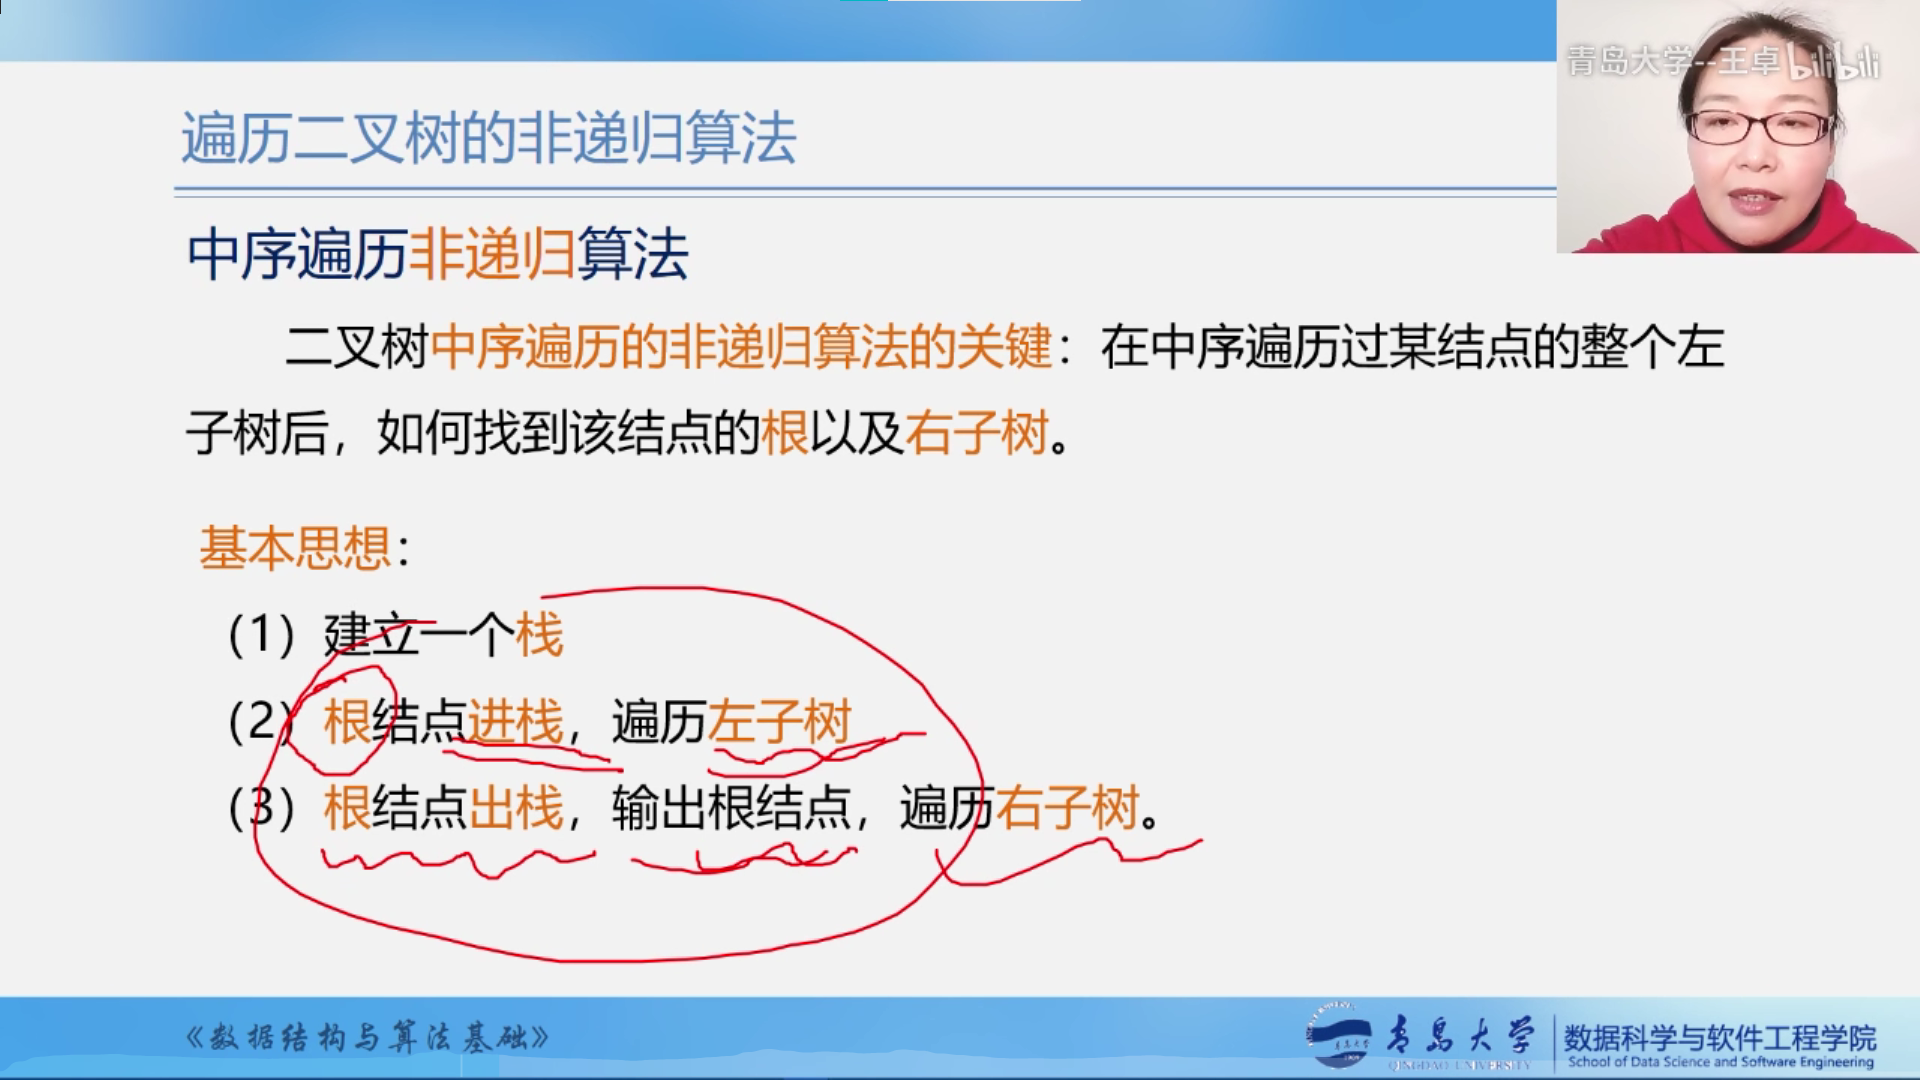 青岛大学--王卓 bilibili
遍历二叉树的非递归算法
中序遍历非递归算法
二叉树中序遍历的非递归算法的关键：在中序遍历过某结点的整个左
子树后，如何找到该结点的根以及右子树。
基本思想：
（1）建立一个栈
（2）根结点进栈，遍历左子树
（3）根结点出栈，输出根结点，遍历右子树。
《数据结构与算法基础》
青岛大学
QINGDAO UNIVERSITY
数据科学与软件工程学院
School of Data Science and Software Engineering